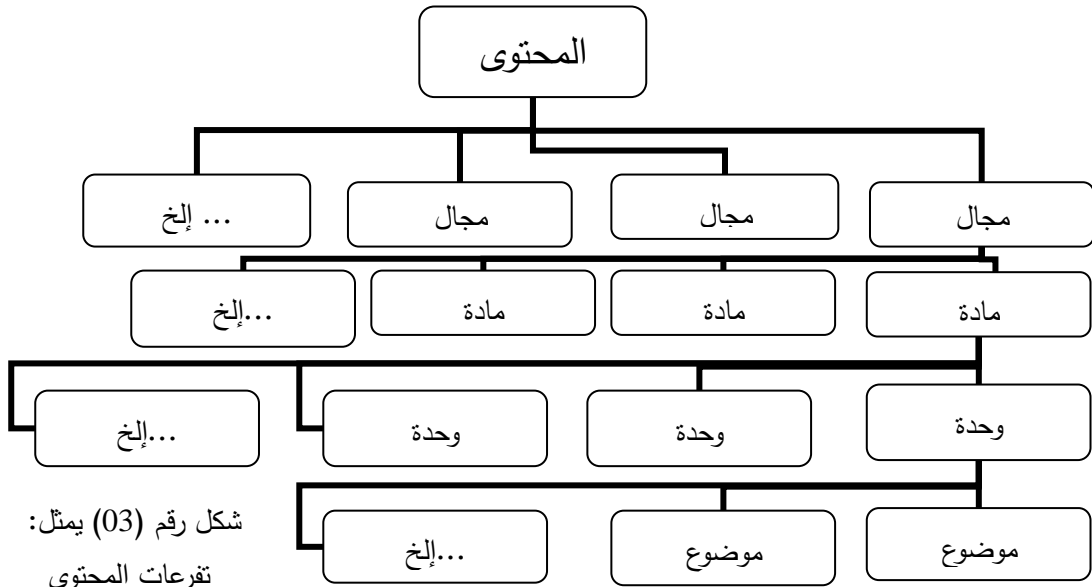 المحتوى
مجال
مجال
مجال
... إلخ
مادة
مادة
مادة
...إلخ
وحدة
وحدة
وحدة
...إلخ
موضوع
موضوع
...إلخ
شكل رقم (03) يمثل:
تفرعات المحتوى